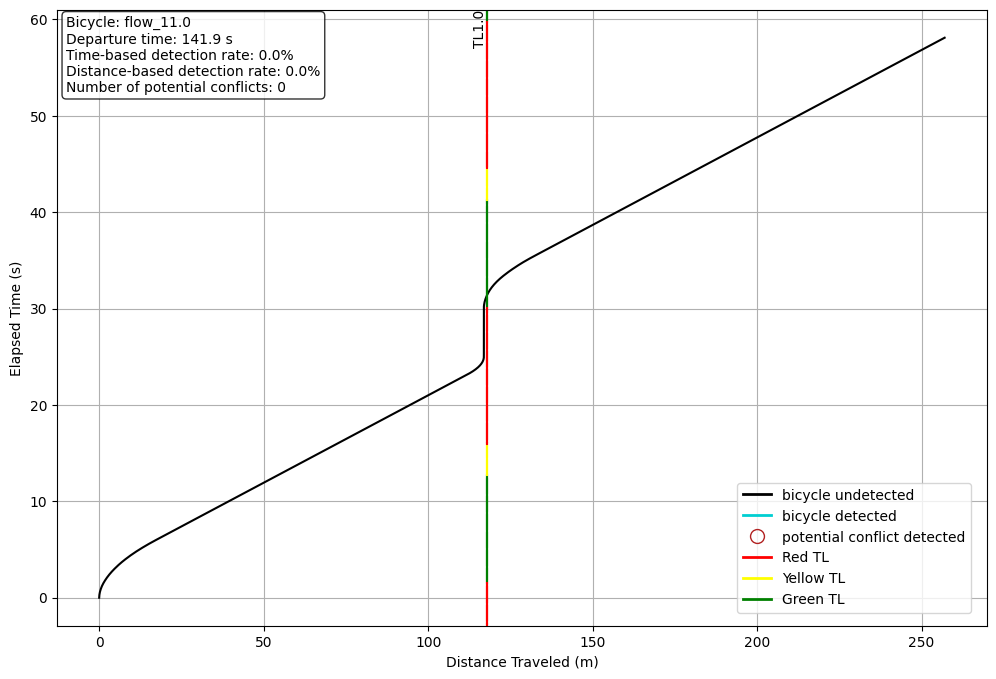 Bicycle: flow_11.0
Departure time: 141.9 s
Time-based detection rate: 0.0%
Distance-based detection rate: 0.0%
Number of potential conflicts: 0
TL1.0
60
50
40
30
20
10
0
Elapsed Time (s)
bicycle undetected
bicycle detected
potential conflict detected
Red TL
Yellow TL
Green TL
0 50 100 150 200 250
Distance Traveled (m)